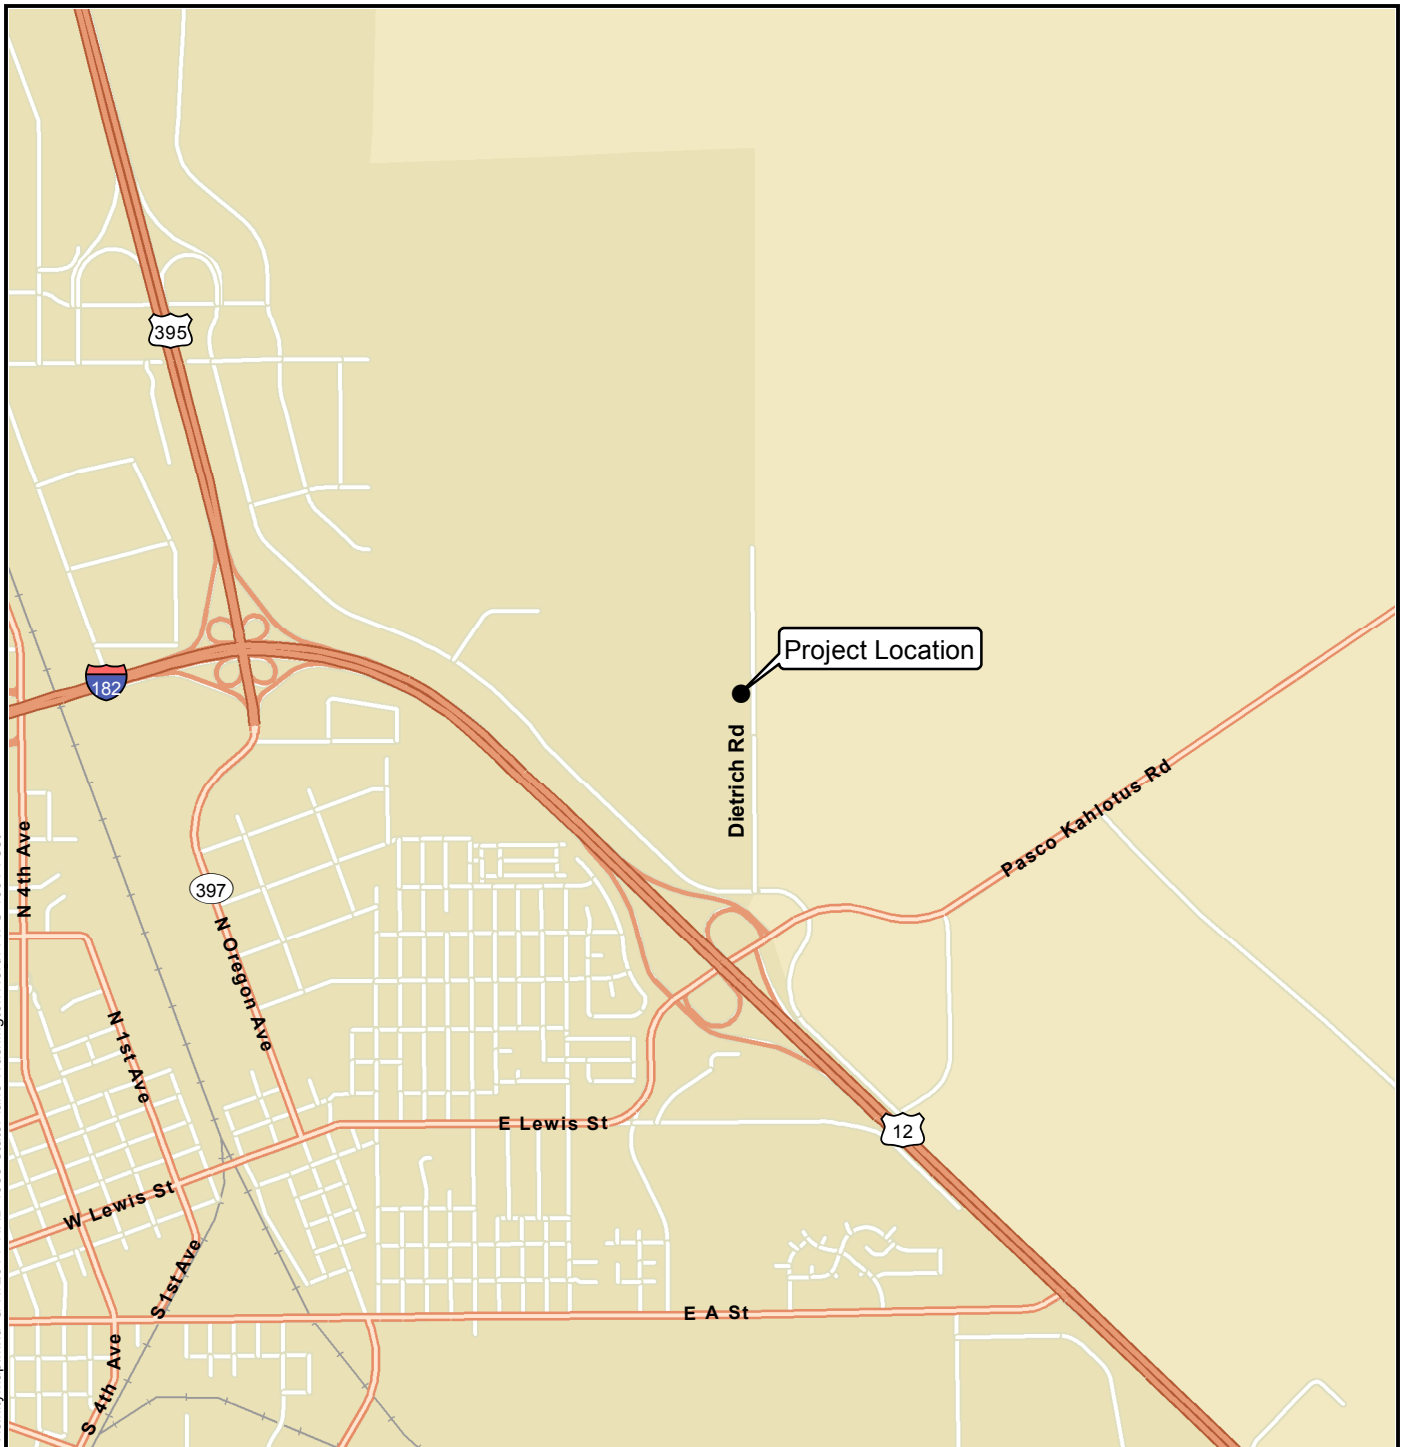 395
Project Location
182
Dietrich Rd
Pasco Kahlotus Rd
N 4th Ave
397
N Oregon Ave
N 1st Ave
E Lewis St
12
W Lewis St
S 1st Ave
E A St
S 4th Ave